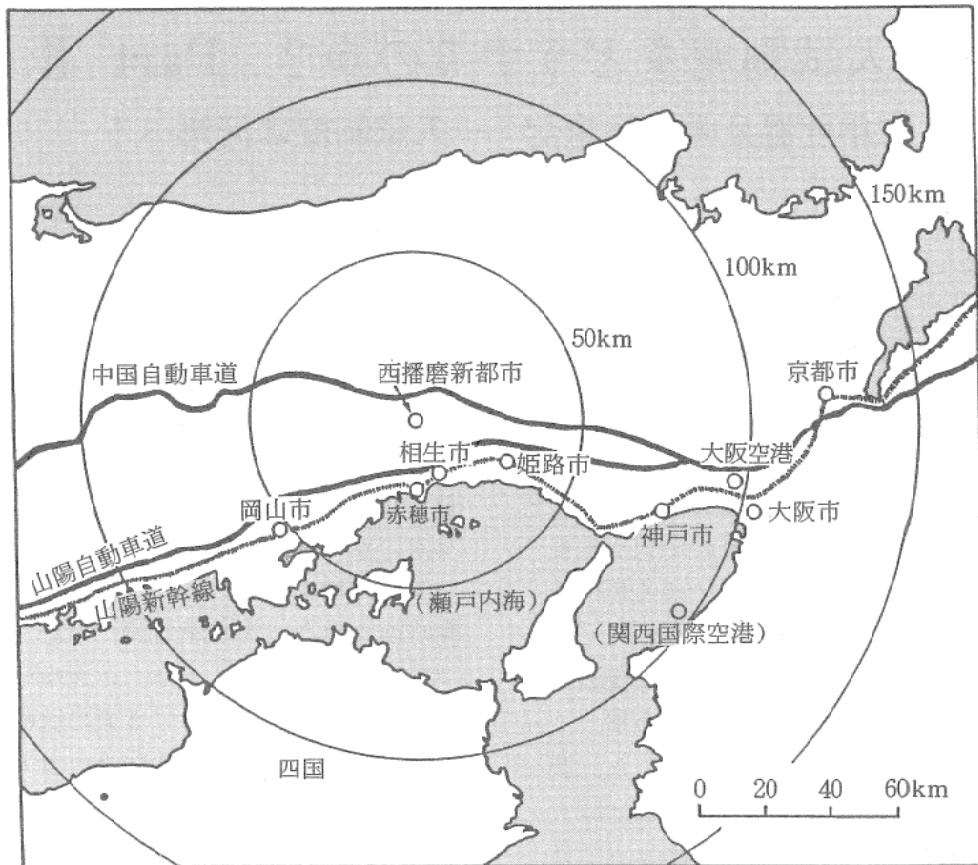 150km
100km
50km
中国自動車道
西播磨新都市
京都市
相生市
姫路市
大阪空港
岡山市
赤穂市
神戸市
大阪市
山陽自動車道
山陽新幹線
(瀬戸内海)
(関西国際空港)
四国
0 20 40 60km